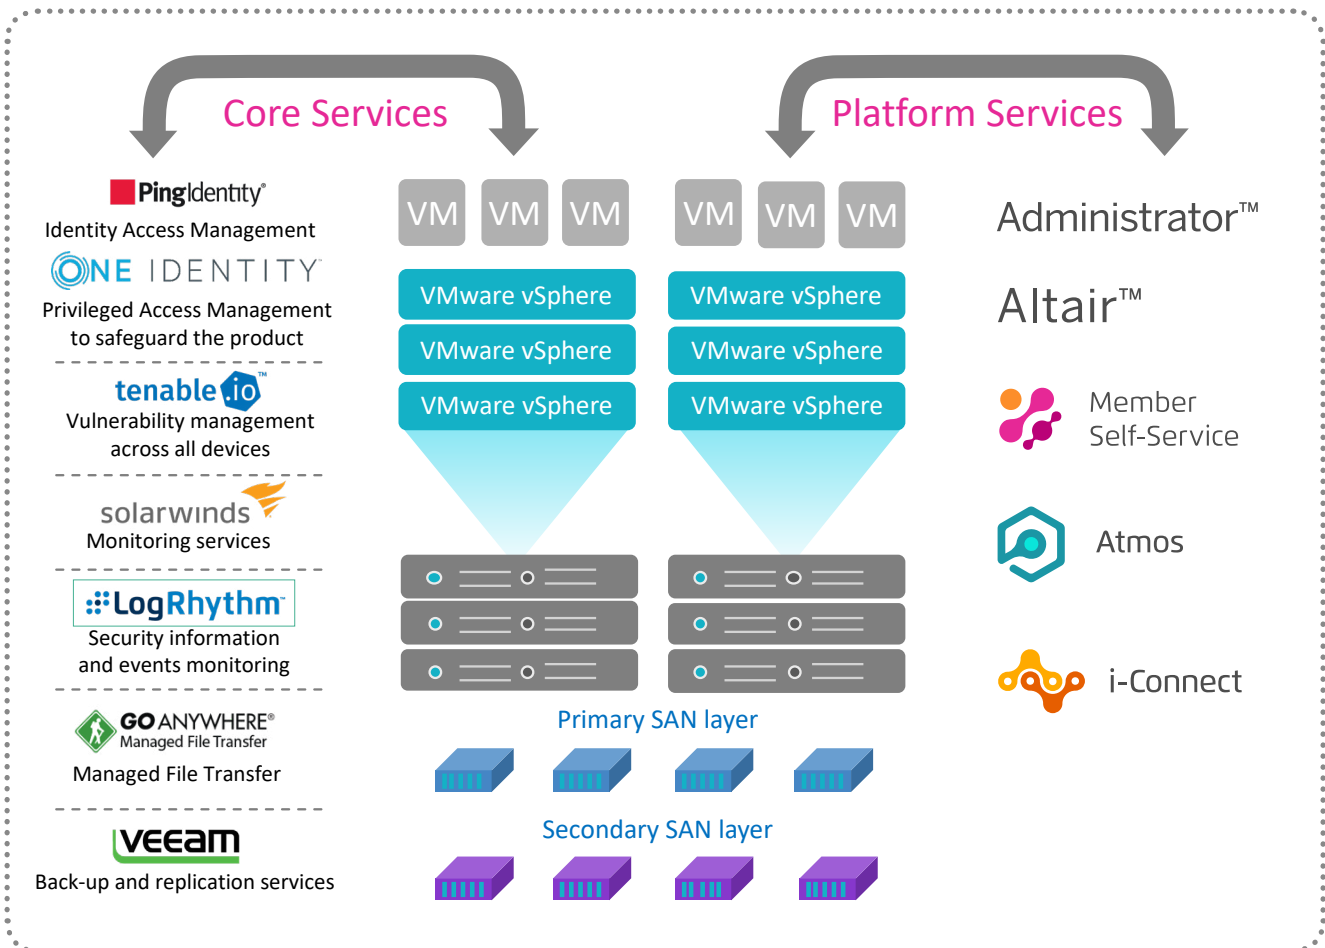 Core Services
Platform Services
PingIdentity®
Identity Access Management
ONE IDENTITY™
Privileged Access Management
to safeguard the product
tenable.io™
Vulnerability management
across all devices
solarwinds
Monitoring services
LogRhythm™
Security information
and events monitoring
GO ANYWHERE®
Managed File Transfer
Managed File Transfer
veeam
Back-up and replication services
VM VM VM
VMware vSphere
VMware vSphere
VMware vSphere
VM VM VM
VMware vSphere
VMware vSphere
VMware vSphere
Primary SAN layer
Secondary SAN layer
Administrator™
Altair™
Member
Self-Service
Atmos
i-Connect